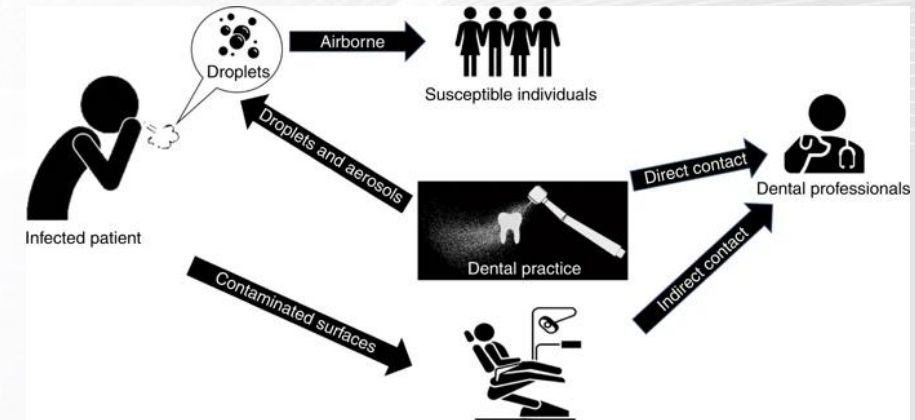 Airborne
Droplets
Susceptible individuals
Droplets and aerosols
Direct contact
Dental professionals
Infected patient
Dental practice
Indirect contact
Contaminated surfaces